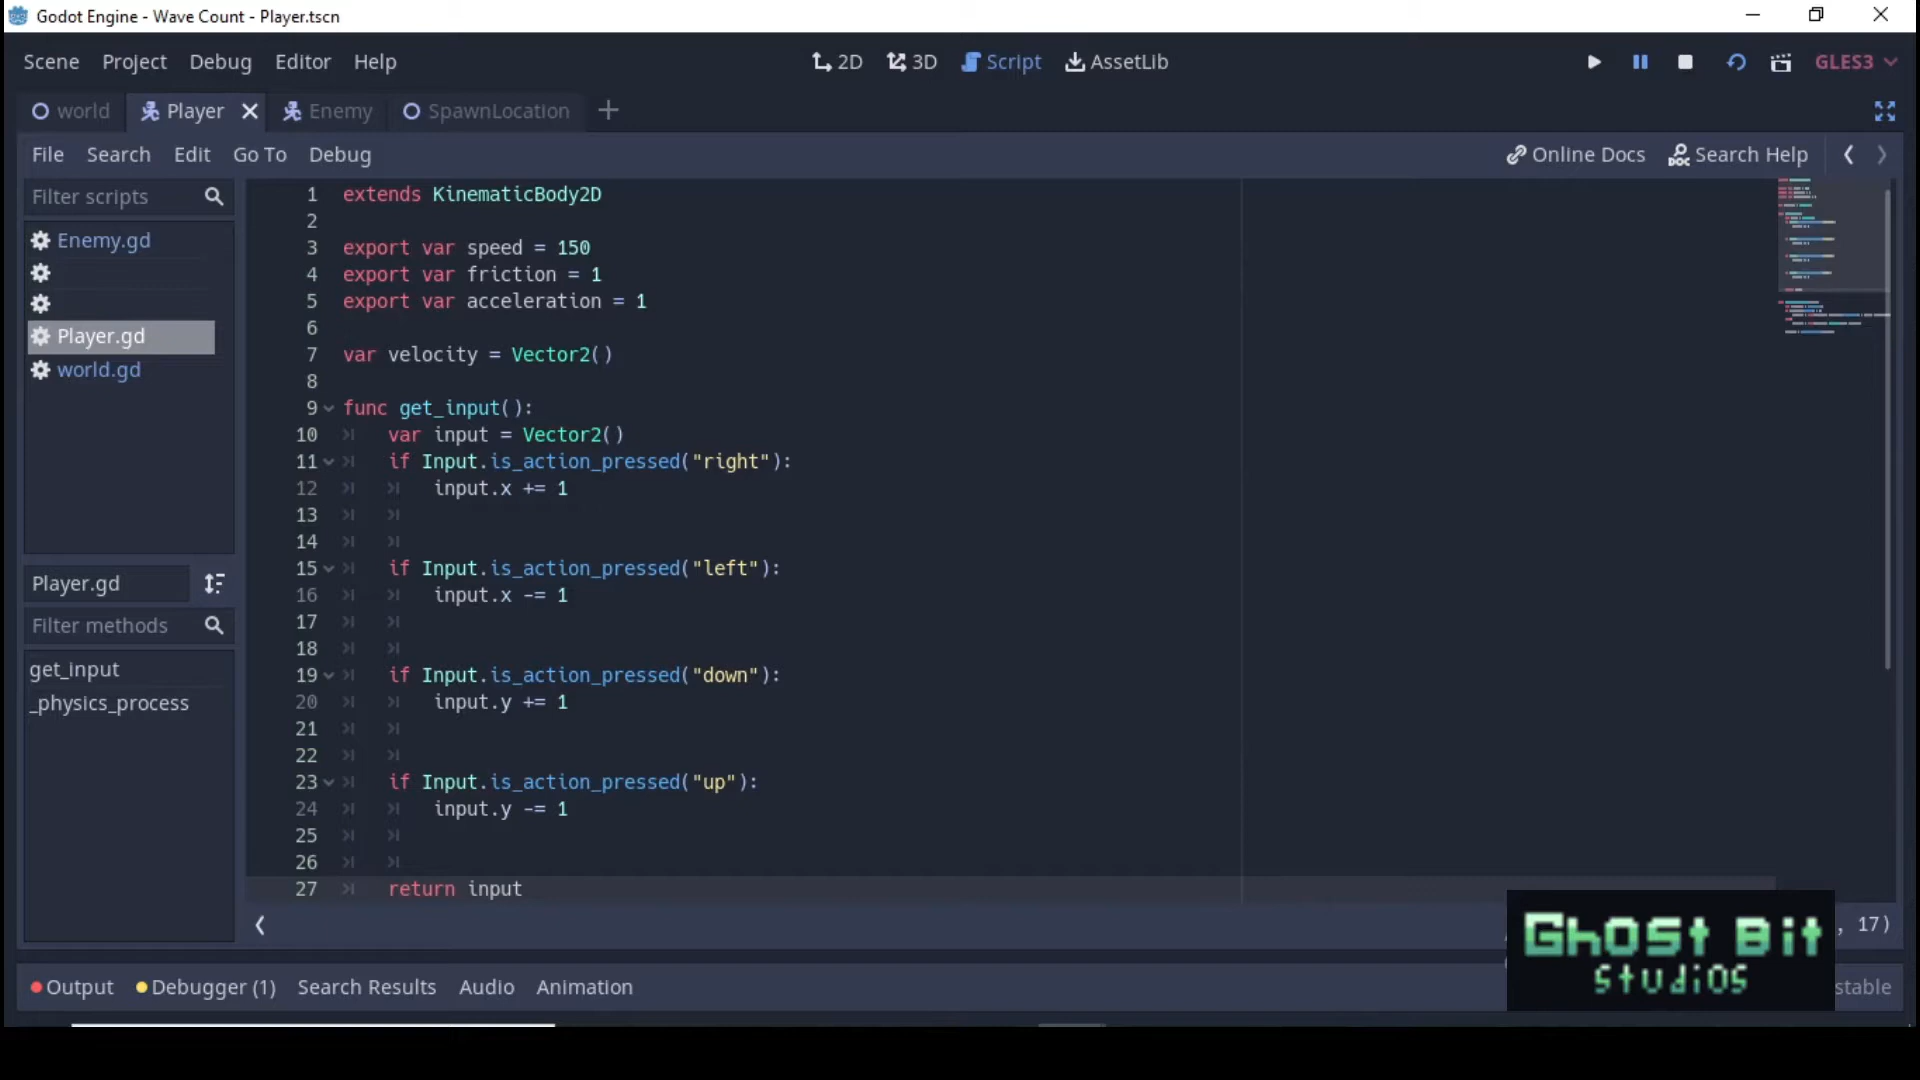 Godot Engine - Wave Count - Player.tscn
Scene Project Debug Editor Help 2D 3D Script AssetLib GLES3
world Player Enemy SpawnLocation
File Search Edit Go To Debug Online Docs Search Help
Filter scripts
Enemy.gd
Player.gd
world.gd
Player.gd
Filter methods
get_input
_physics_process
1 extends KinematicBody2D
2
3 export var speed = 150
4 export var friction = 1
5 export var acceleration = 1
6
7 var velocity = Vector2()
8
9 func get_input():
10 var input = Vector2()
11 if Input.is_action_pressed("right"):
12 input.x += 1
13
14
15 if Input.is_action_pressed("left"):
16 input.x -= 1
17
18
19 if Input.is_action_pressed("down"):
20 input.y += 1
21
22
23 if Input.is_action_pressed("up"):
24 input.y -= 1
25
26
27 return input
, 17)
Ghost Bit
Studios
Output Debugger (1) Search Results Audio Animation stable